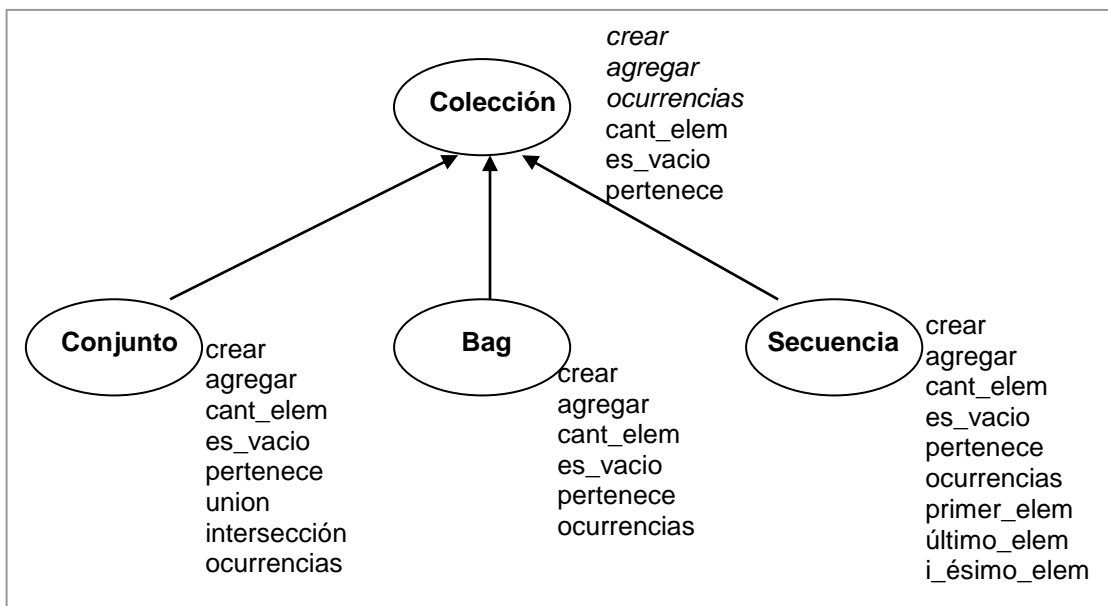 Colección
crear
agregar
ocurrencias
cant_elem
es_vacio
pertenece
Conjunto
crear
agregar
cant_elem
es_vacio
pertenece
union
intersección
ocurrencias
Bag
crear
agregar
cant_elem
es_vacio
pertenece
ocurrencias
Secuencia
crear
agregar
cant_elem
es_vacio
pertenece
ocurrencias
primer_elem
último_elem
i_ésimo_elem